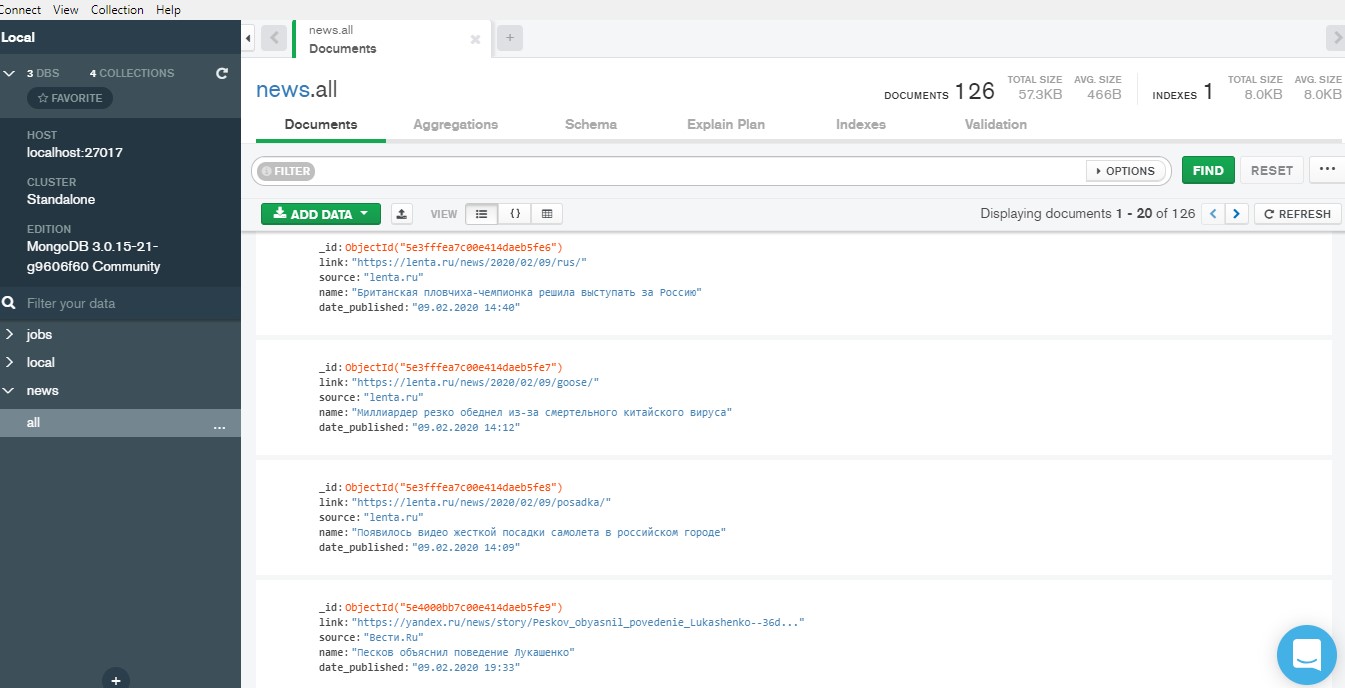 Connect View Collection Help
Local
3 DBS 4 COLLECTIONS
FAVORITE
HOST
localhost:27017
CLUSTER
Standalone
EDITION
MongoDB 3.0.15-21-
g9606f60 Community
Filter your data
jobs
local
news
all ...
news.all
Documents
+
news.all
DOCUMENTS 126 TOTAL SIZE 57.3KB AVG. SIZE 466B INDEXES 1 TOTAL SIZE 8.0KB AVG. SIZE 8.0KB
Documents Aggregations Schema Explain Plan Indexes Validation
FILTER OPTIONS FIND RESET ...
ADD DATA VIEW {} Displaying documents 1 - 20 of 126 < > REFRESH
_id: ObjectId("5e3fffea7c00e414daeb5fe6")
link: "https://lenta.ru/news/2020/02/09/rus/"
source: "lenta.ru"
name: "Британская пловчиха-чемпионка решила выступать за Россию"
date_published: "09.02.2020 14:40"
_id: ObjectId("5e3fffea7c00e414daeb5fe7")
link: "https://lenta.ru/news/2020/02/09/goose/"
source: "lenta.ru"
name: "Миллиардер резко обеднел из-за смертельного китайского вируса"
date_published: "09.02.2020 14:12"
_id: ObjectId("5e3fffea7c00e414daeb5fe8")
link: "https://lenta.ru/news/2020/02/09/posadka/"
source: "lenta.ru"
name: "Появилось видео жесткой посадки самолета в российском городе"
date_published: "09.02.2020 14:09"
_id: ObjectId("5e4000bb7c00e414daeb5fe9")
link: "https://yandex.ru/news/story/Peskov_obyasnil_povedenie_Lukashenko--36d..."
source: "Вести.Ru"
name: "Песков объяснил поведение Лукашенко"
date_published: "09.02.2020 19:33"
+